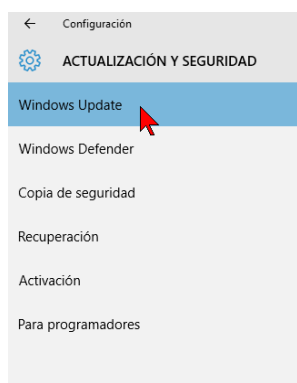 Configuración
ACTUALIZACIÓN Y SEGURIDAD
Windows Update
Windows Defender
Copia de seguridad
Recuperación
Activación
Para programadores